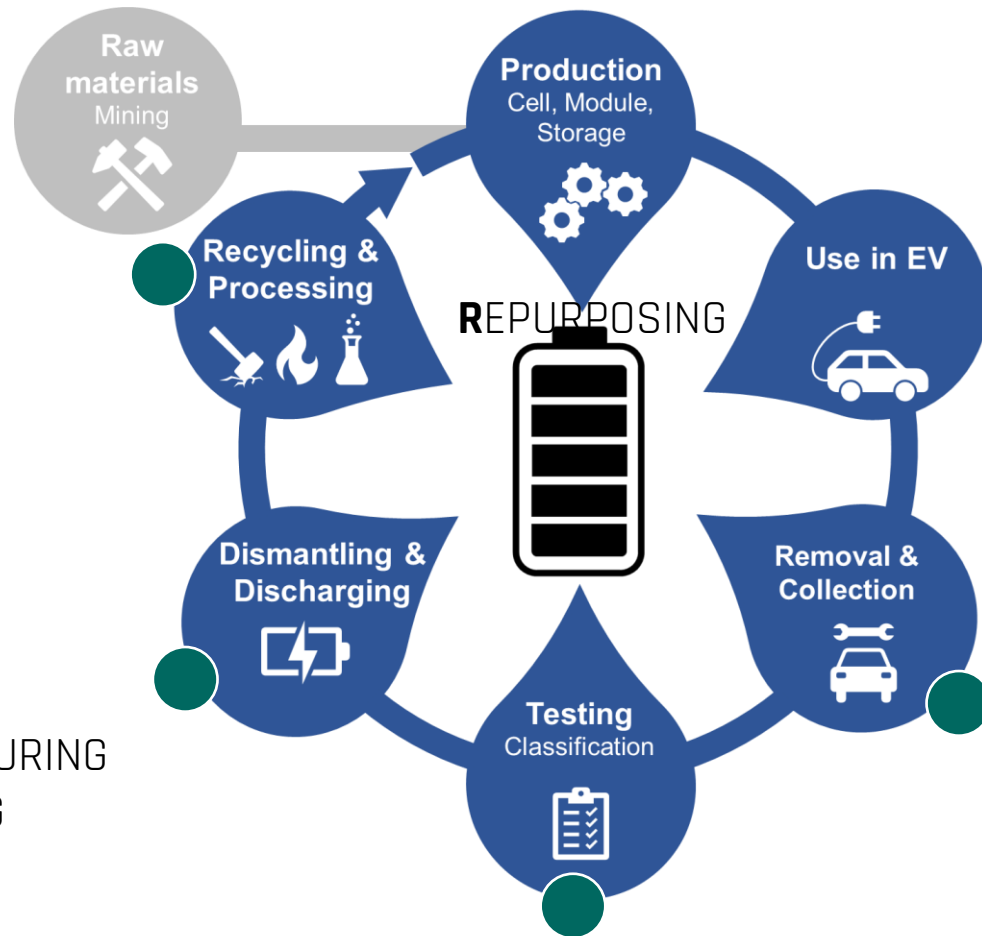 Raw
materials
Mining
Production
Cell, Module,
Storage
Recycling &
Processing
Use in EV
REPURPOSING
Dismantling &
Discharging
Removal &
Collection
Testing
Classification
URING
G